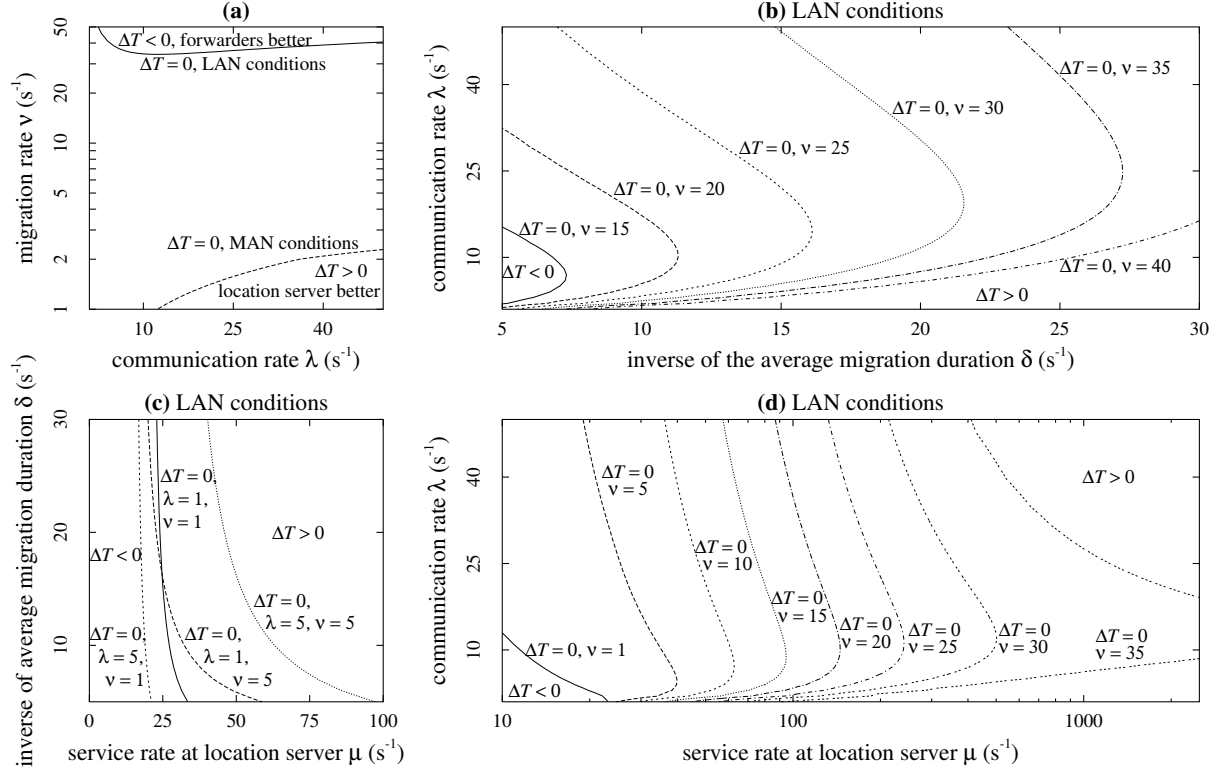 (a)
migration rate ν (s-1)
50
30
20
10
5
3
2
1
ΔT < 0, forwarders better
ΔT = 0, LAN conditions
ΔT = 0, MAN conditions
ΔT > 0
location server better
10 25 40
communication rate λ (s-1)
(b) LAN conditions
communication rate λ (s-1)
40
25
10
ΔT = 0, ν = 35
ΔT = 0, ν = 30
ΔT = 0, ν = 25
ΔT = 0, ν = 20
ΔT = 0, ν = 15
ΔT < 0
ΔT = 0, ν = 40
ΔT > 0
5 10 15 20 25 30
inverse of the average migration duration δ (s-1)
(c) LAN conditions
inverse of average migration duration δ (s-1)
30
20
10
ΔT = 0,
λ = 1,
ν = 1
ΔT < 0
ΔT > 0
ΔT = 0,
λ = 5, ν = 5
ΔT = 0,
λ = 5,
ν = 1
ΔT = 0,
λ = 1,
ν = 5
0 25 50 75 100
service rate at location server μ (s-1)
(d) LAN conditions
communication rate λ (s-1)
40
25
10
ΔT = 0
ν = 5
ΔT > 0
ΔT = 0
ν = 10
ΔT = 0
ν = 15
ΔT = 0
ν = 20
ΔT = 0
ν = 25
ΔT = 0
ν = 30
ΔT = 0
ν = 35
ΔT = 0, ν = 1
ΔT < 0
10 100 1000
service rate at location server μ (s-1)